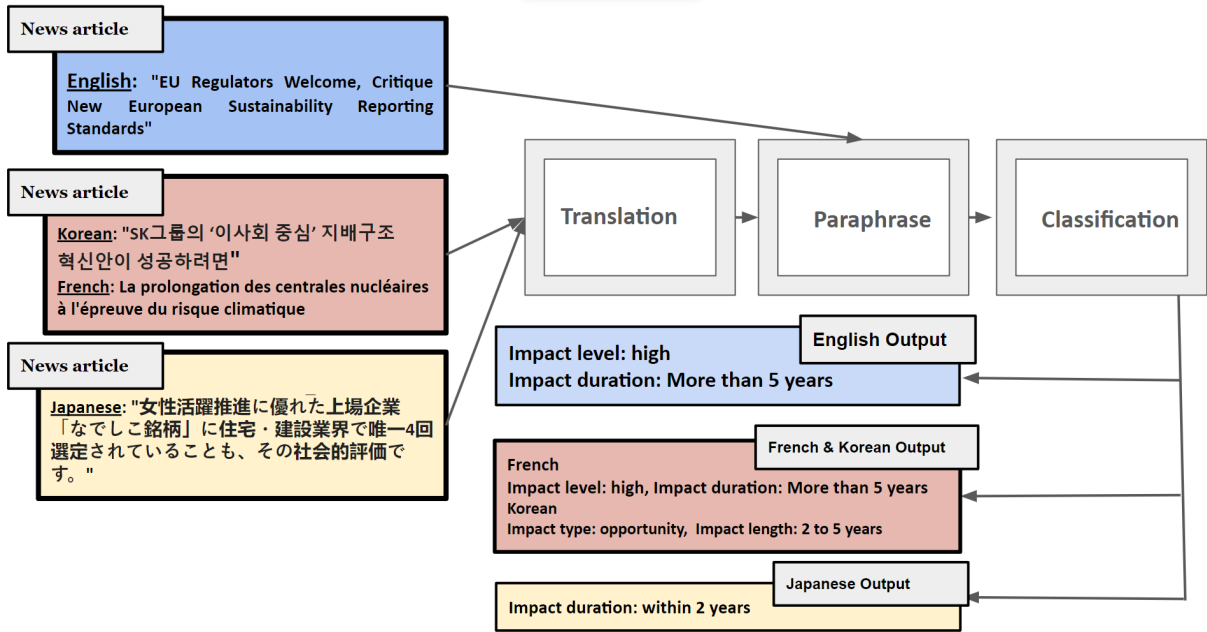 News article
English: "EU Regulators Welcome, Critique
New European Sustainability Reporting
Standards"
News article
Korean: "SK그룹의 ‘이사회 중심’ 지배구조
혁신안이 성공하려면"
French: La prolongation des centrales nucléaires
à l'épreuve du risque climatique
News article
Japanese: "女性活躍推進に優れた上場企業
「なでしこ銘柄」に住宅・建設業界で唯一4回
選定されていることも、その社会的評価で
す。"
Translation
Paraphrase
Classification
English Output
Impact level: high
Impact duration: More than 5 years
French & Korean Output
French
Impact level: high, Impact duration: More than 5 years
Korean
Impact type: opportunity, Impact length: 2 to 5 years
Japanese Output
Impact duration: within 2 years